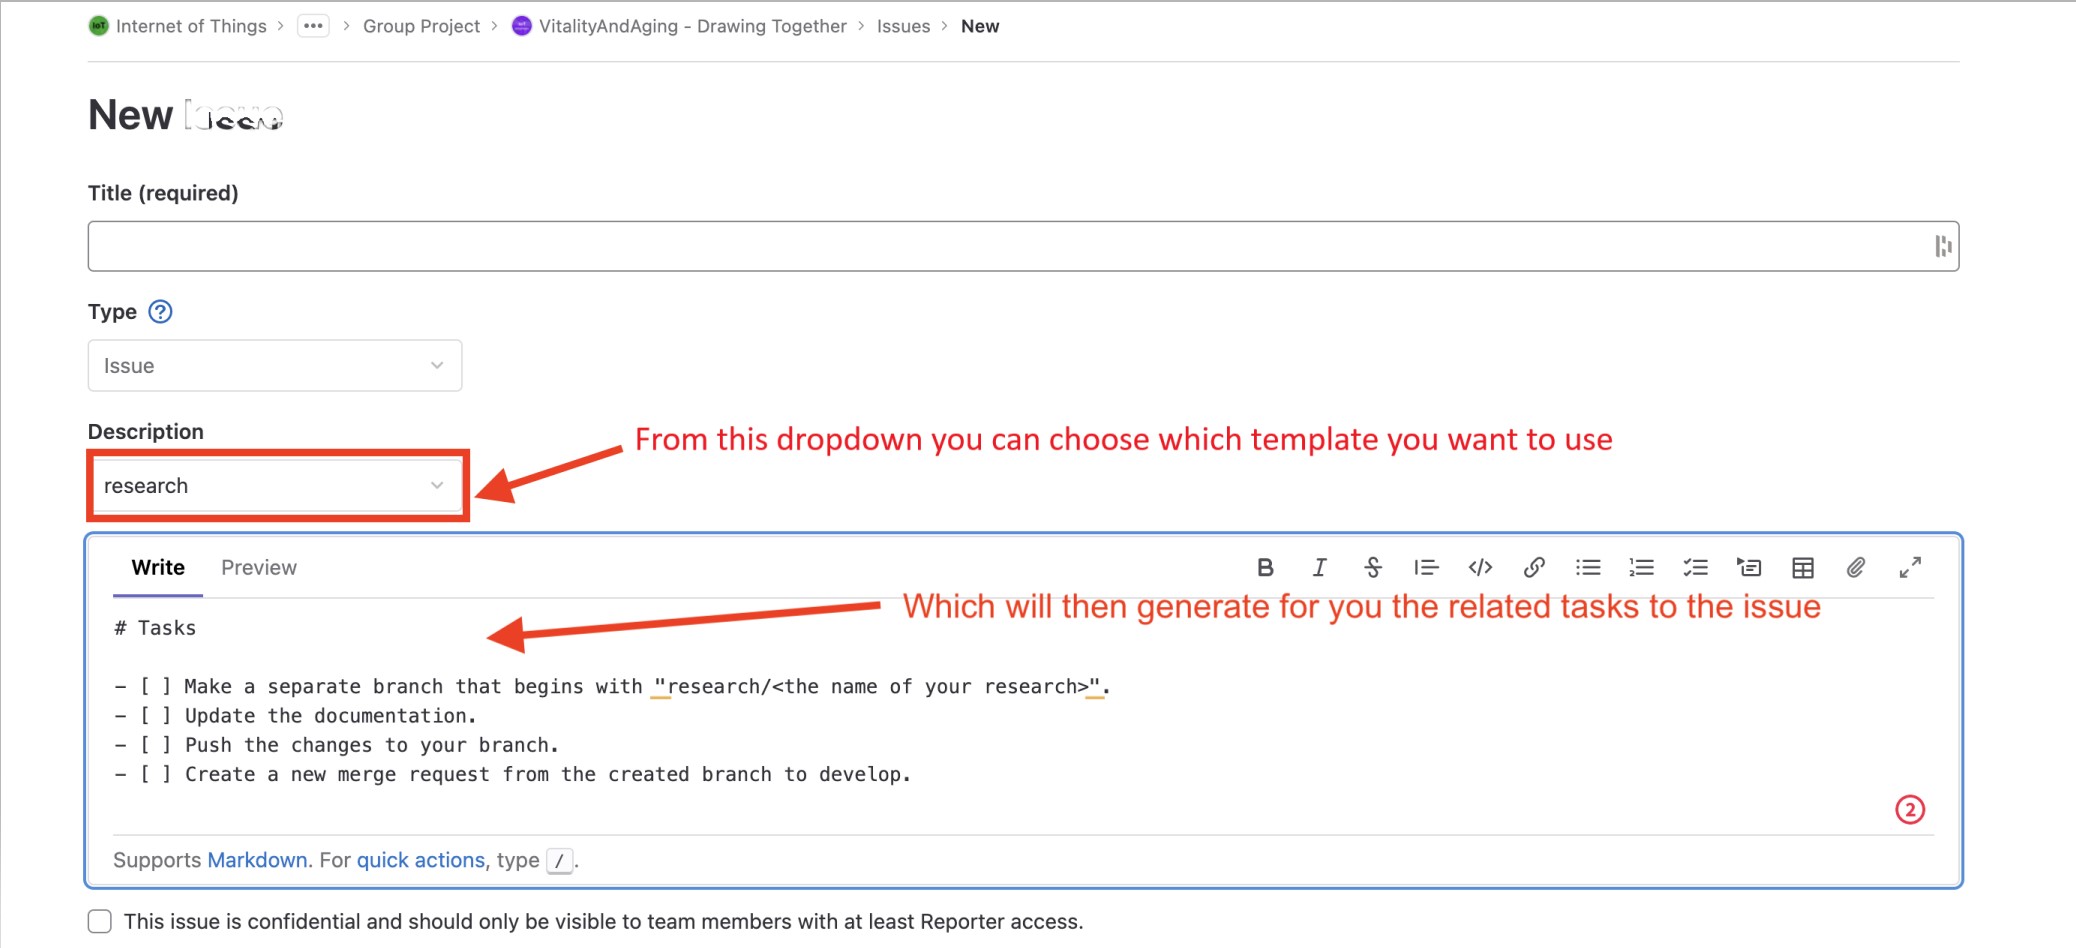 Internet of Things > ••• > Group Project > VitalityAndAging - Drawing Together > Issues > New
New
Title (required)
Type ?
Issue
Description
From this dropdown you can choose which template you want to use
research
Write Preview
Which will then generate for you the related tasks to the issue
# Tasks
- [ ] Make a separate branch that begins with "research/<the name of your research>".
- [ ] Update the documentation.
- [ ] Push the changes to your branch.
- [ ] Create a new merge request from the created branch to develop.
2
Supports Markdown. For quick actions, type /.
This issue is confidential and should only be visible to team members with at least Reporter access.